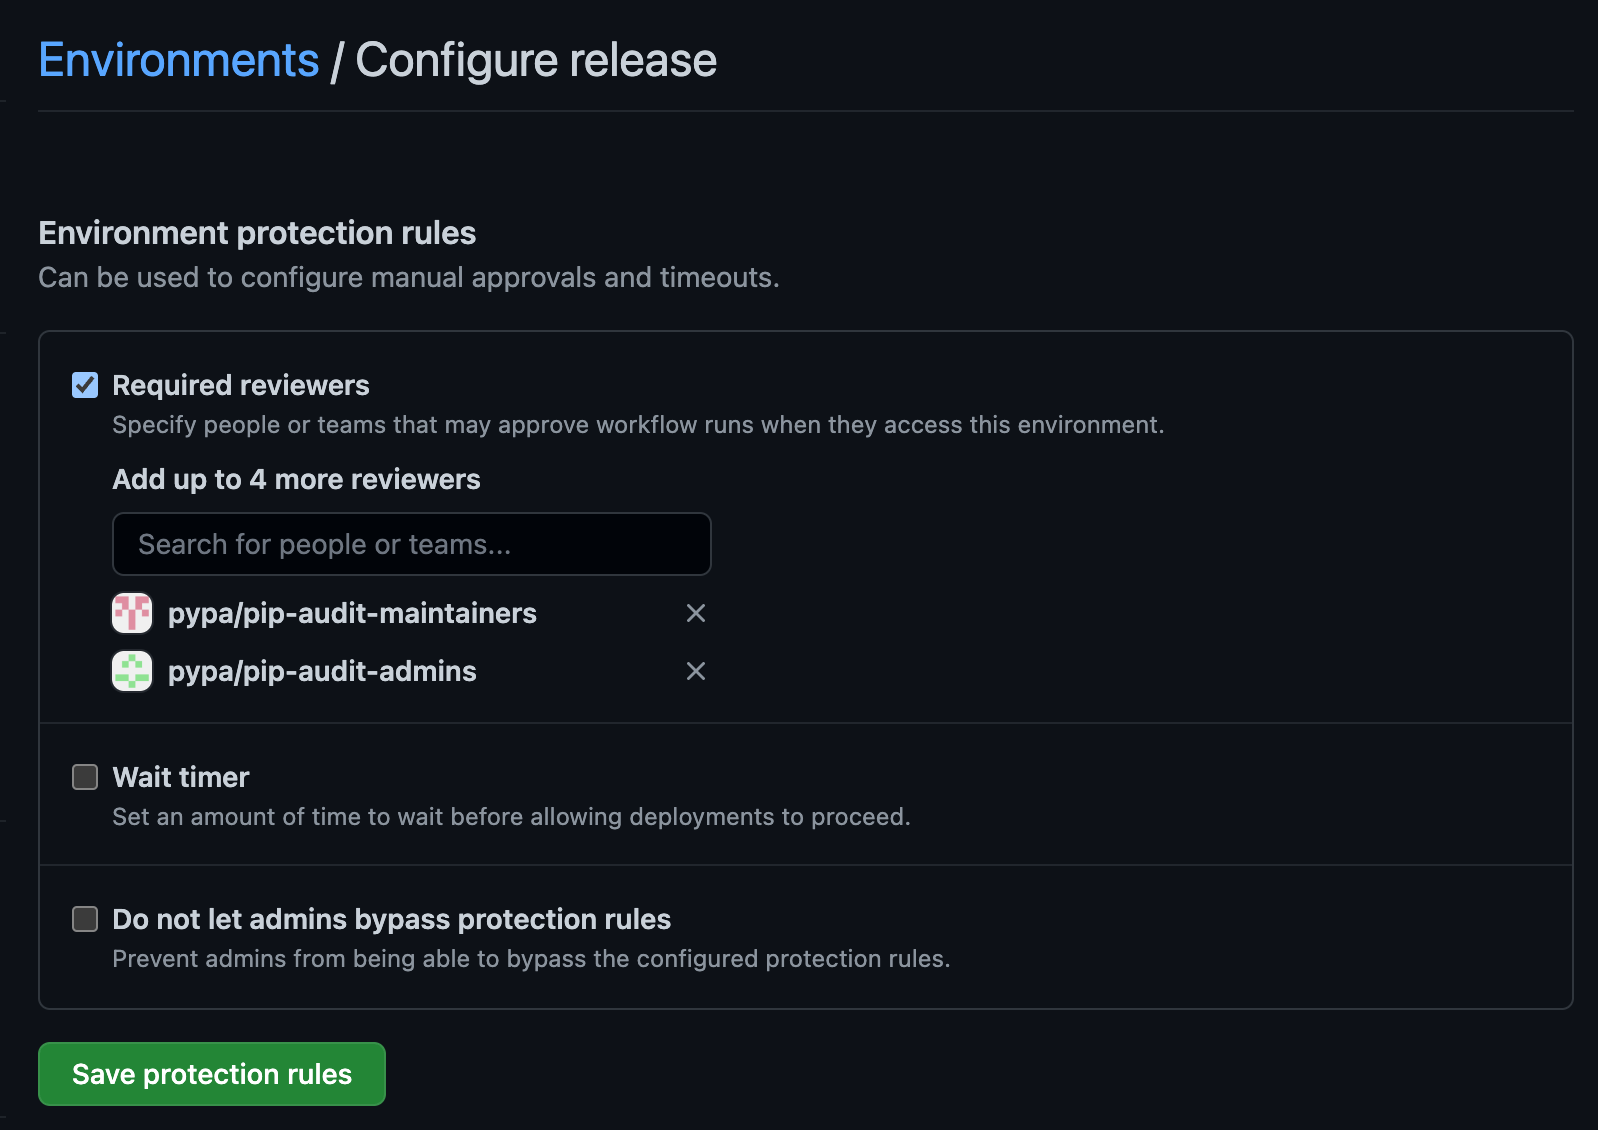 Environments / Configure release
Environment protection rules
Can be used to configure manual approvals and timeouts.
Required reviewers
Specify people or teams that may approve workflow runs when they access this environment.
Add up to 4 more reviewers
Search for people or teams...
pypa/pip-audit-maintainers
pypa/pip-audit-admins
Wait timer
Set an amount of time to wait before allowing deployments to proceed.
Do not let admins bypass protection rules
Prevent admins from being able to bypass the configured protection rules.
Save protection rules